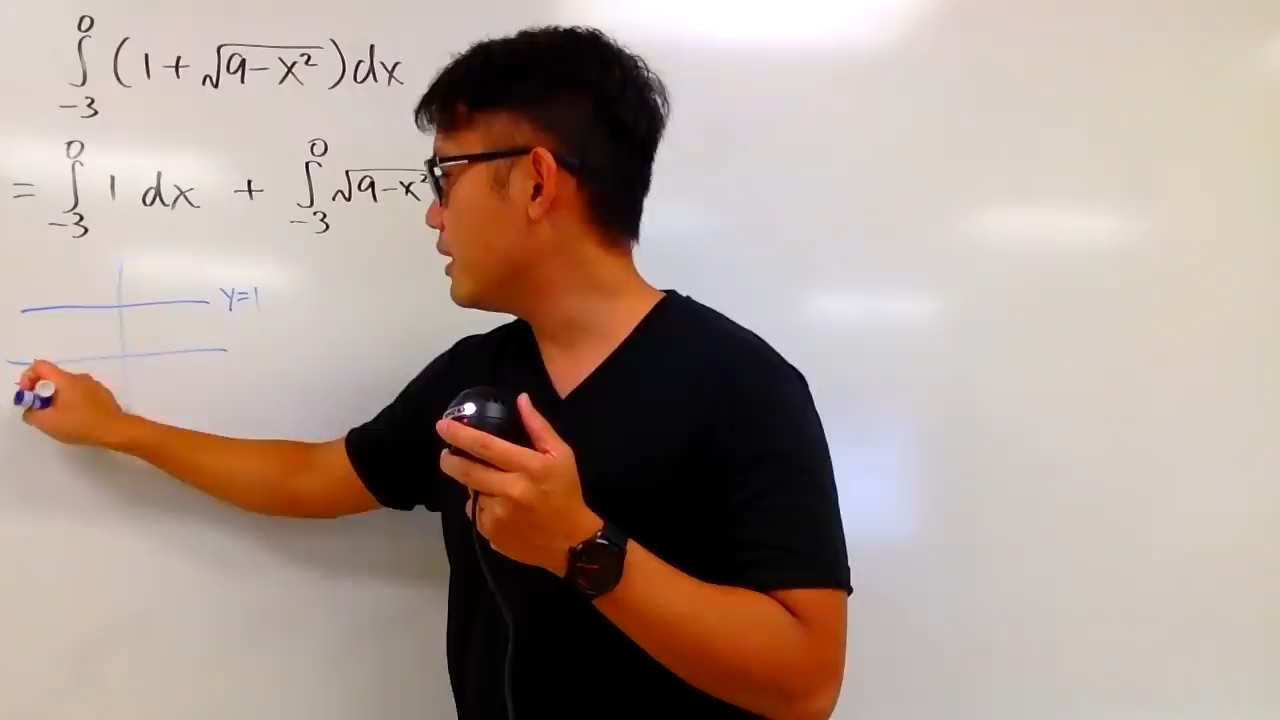 ∫_{-3}^{0} (1 + √(9-x²)) dx
= ∫_{-3}^{0} 1 dx + ∫_{-3}^{0} √(9-x²)
y=1